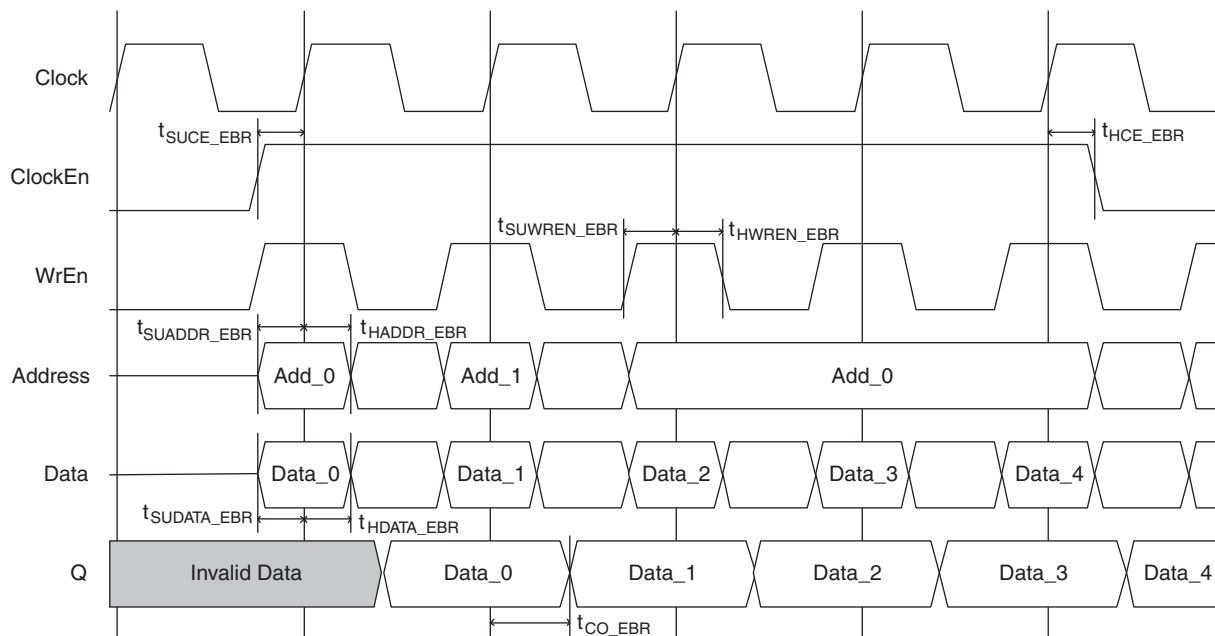 Clock
tSUCE_EBR
tHCE_EBR
ClockEn
tSUWREN_EBR
tHWREN_EBR
WrEn
tSUADDR_EBR
tHADDR_EBR
Address
Add_0
Add_1
Add_0
Data
Data_0
Data_1
Data_2
Data_3
Data_4
tSUDATA_EBR
tHDATA_EBR
Q
Invalid Data
Data_0
Data_1
Data_2
Data_3
Data_4
tCO_EBR